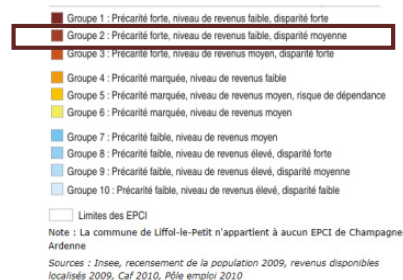 Groupe 1 : Précarité forte, niveau de revenus faible, disparité forte
Groupe 2 : Précarité forte, niveau de revenus faible, disparité moyenne
Groupe 3 : Précarité forte, niveau de revenus moyen, disparité forte
Groupe 4 : Précarité marquée, niveau de revenus faible
Groupe 5 : Précarité marquée, niveau de revenus moyen, risque de dépendance
Groupe 6 : Précarité marquée, niveau de revenus moyen
Groupe 7 : Précarité faible, niveau de revenus moyen
Groupe 8 : Précarité faible, niveau de revenus élevé, disparité forte
Groupe 9 : Précarité faible, niveau de revenus élevé, disparité moyenne
Groupe 10 : Précarité faible, niveau de revenus élevé, disparité faible
Limites des EPCI
Note : La commune de Liffol-le-Petit n'appartient à aucun EPCI de Champagne
Ardenne
Sources : Insee, recensement de la population 2009, revenus disponibles
localisés 2009, Caf 2010, Pôle emploi 2010